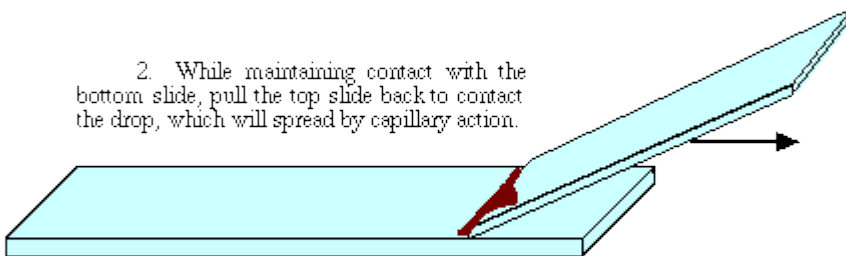 2. While maintaining contact with the
bottom slide, pull the top slide back to contact
the drop, which will spread by capillary action.